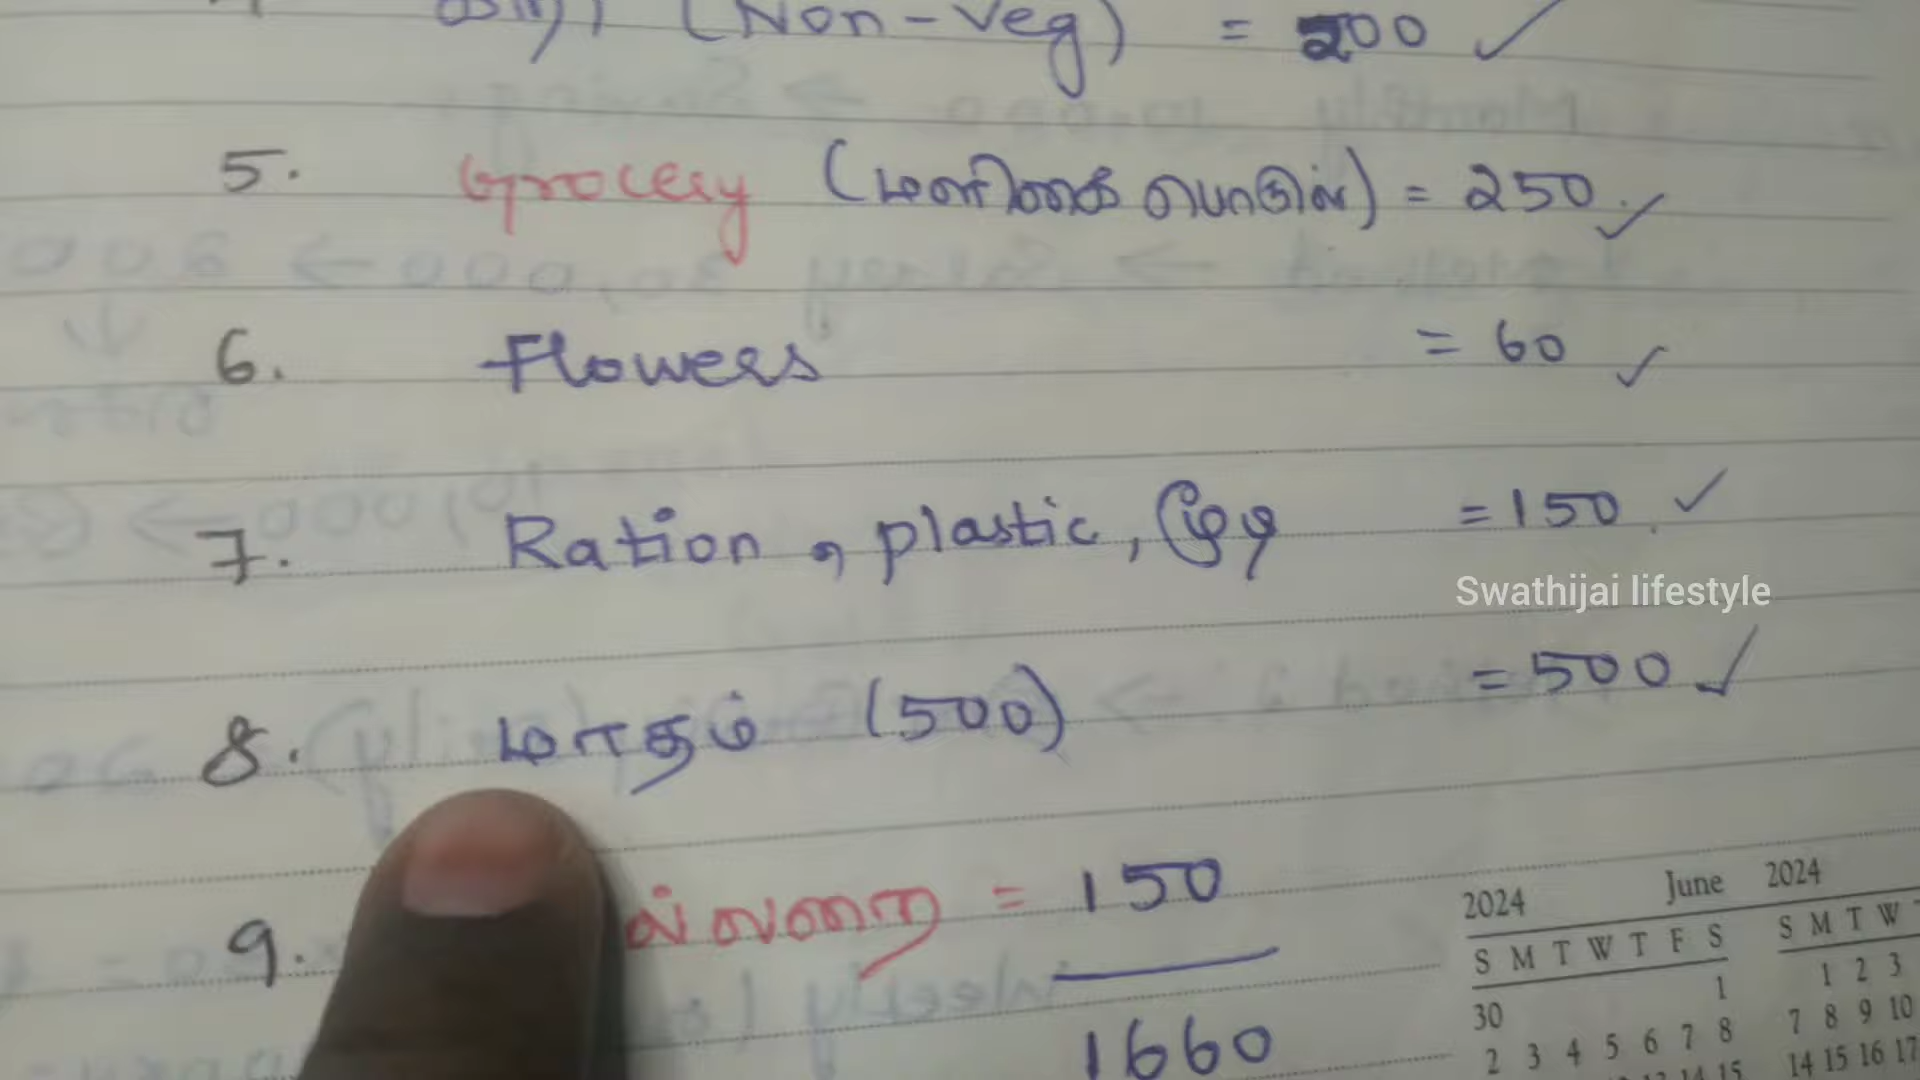 (Non-Veg) = 200 ✓
5. Grocery (மளிகை பொருள்) = 250 ✓
6. Flowers = 60 ✓
7. Ration, plastic, = 150 ✓
Swathijai lifestyle
8. மாதம் (500) = 500 ✓
9. = 150
1660
2024 June 2024
S M T W T F S S M T W
1 1 2 3
30 7 8 9 10
2 3 4 5 6 7 8 14 15 16 17
14 15